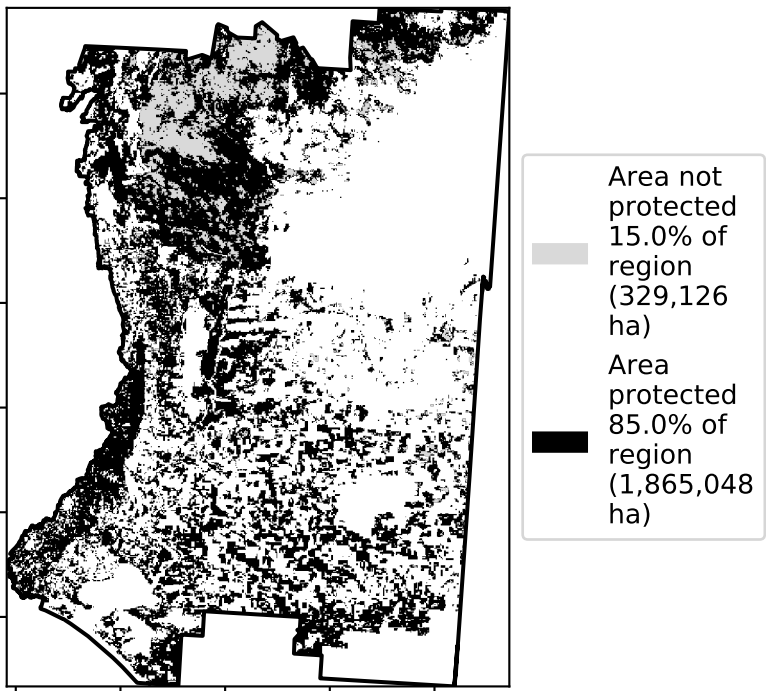 Area not
protected
15.0% of
region
(329,126
ha)
Area
protected
85.0% of
region
(1,865,048
ha)